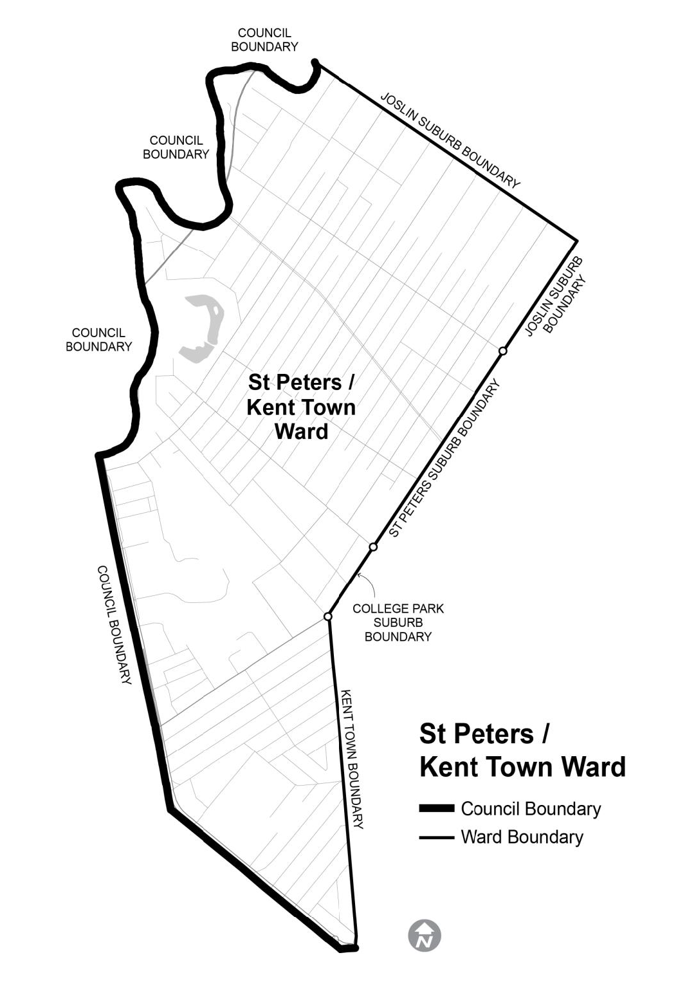 COUNCIL
BOUNDARY
JOSLIN SUBURB BOUNDARY
COUNCIL
BOUNDARY
JOSLIN SUBURB
BOUNDARY
COUNCIL
BOUNDARY
St Peters /
Kent Town
Ward
ST PETERS SUBURB BOUNDARY
COUNCIL BOUNDARY
COLLEGE PARK
SUBURB
BOUNDARY
KENT TOWN BOUNDARY
St Peters /
Kent Town Ward
Council Boundary
Ward Boundary
N